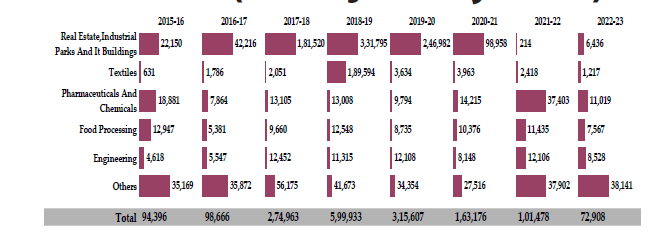 2015-16 2016-17 2017-18 2018-19 2019-20 2020-21 2021-22 2022-23
Real Estate,Industrial
Parks And It Buildings 22,150 42,216 1,81,520 3,31,795 2,46,982 98,958 214 6,436
Textiles 631 1,786 2,051 1,89,594 3,634 3,963 2,418 1,217
Pharmaceuticals And
Chemicals 18,881 7,864 13,105 13,008 9,794 14,215 37,403 11,019
Food Processing 12,947 5,381 9,660 12,548 8,735 10,376 11,435 7,567
Engineering 4,618 5,547 12,452 11,315 12,108 8,148 12,106 8,528
Others 35,169 35,872 56,175 41,673 34,354 27,516 37,902 38,141
Total 94,396 98,666 2,74,963 5,99,933 3,15,607 1,63,176 1,01,478 72,908